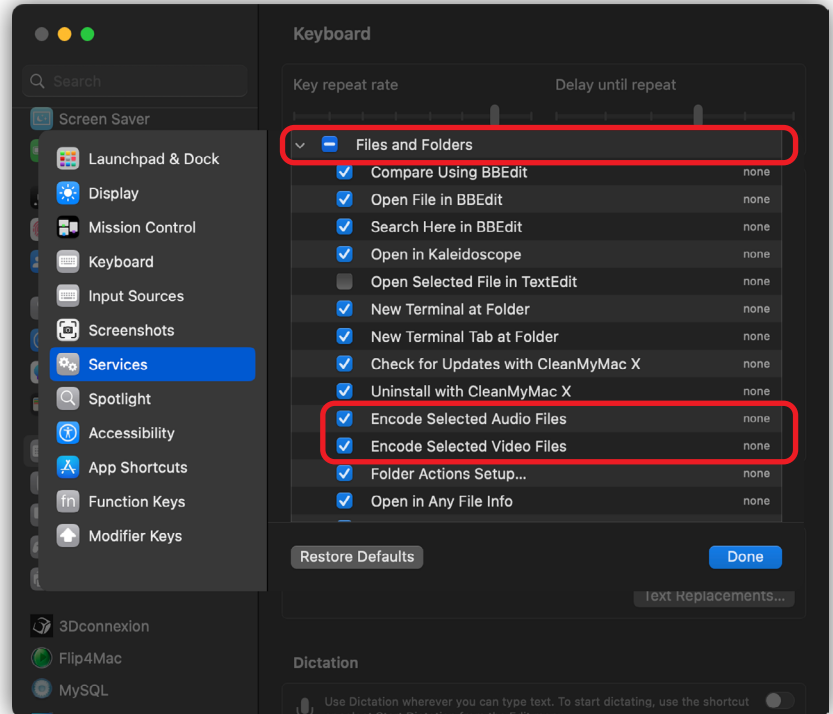 Keyboard
Search
Key repeat rate
Delay until repeat
Screen Saver
Launchpad & Dock
Display
Mission Control
Keyboard
Input Sources
Screenshots
Services
Spotlight
Accessibility
App Shortcuts
Function Keys
Modifier Keys
3Dconnexion
Flip4Mac
MySQL
Files and Folders
Compare Using BBEdit none
Open File in BBEdit none
Search Here in BBEdit none
Open in Kaleidoscope none
Open Selected File in TextEdit none
New Terminal at Folder none
New Terminal Tab at Folder none
Check for Updates with CleanMyMac X none
Uninstall with CleanMyMac X none
Encode Selected Audio Files none
Encode Selected Video Files none
Folder Actions Setup... none
Open in Any File Info none
Restore Defaults
Done
Text Replacements...
Dictation
Use Dictation wherever you can type text. To start dictating, use the shortcut